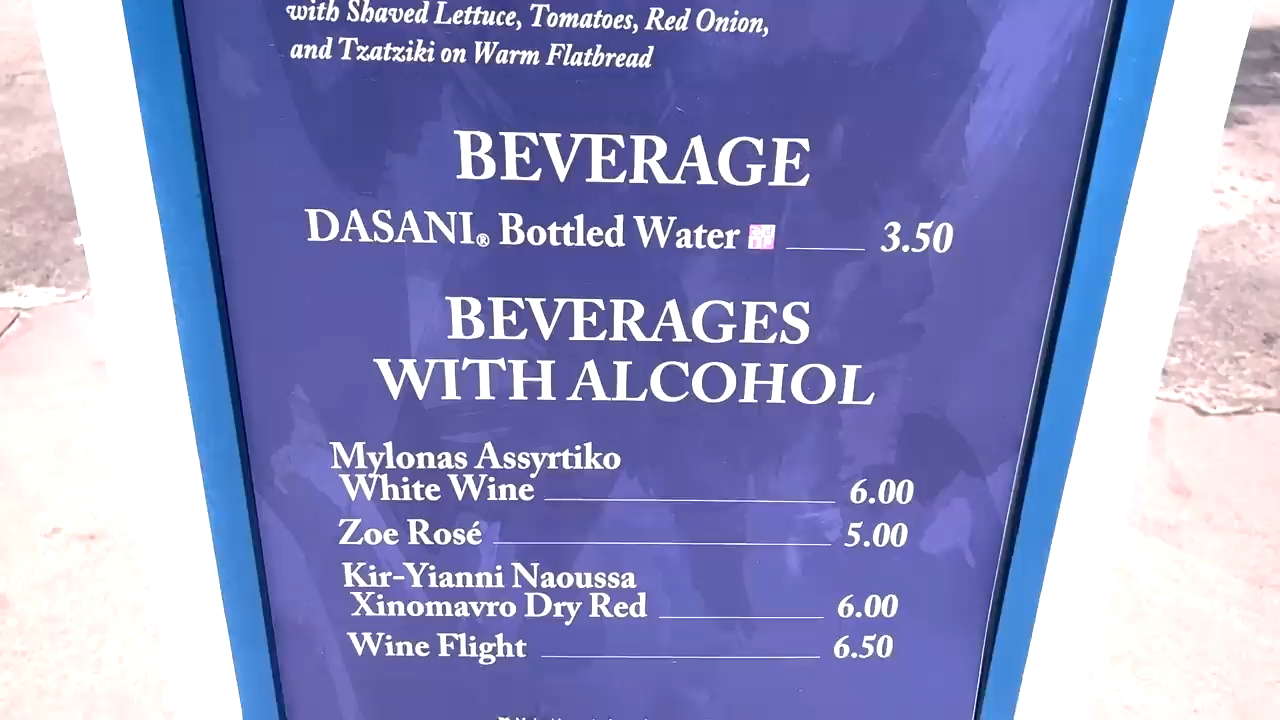 with Shaved Lettuce, Tomatoes, Red Onion,
and Tzatziki on Warm Flatbread
BEVERAGE
DASANI® Bottled Water 3.50
BEVERAGES
WITH ALCOHOL
Mylonas Assyrtiko
White Wine 6.00
Zoe Rosé 5.00
Kir-Yianni Naoussa
Xinomavro Dry Red 6.00
Wine Flight 6.50